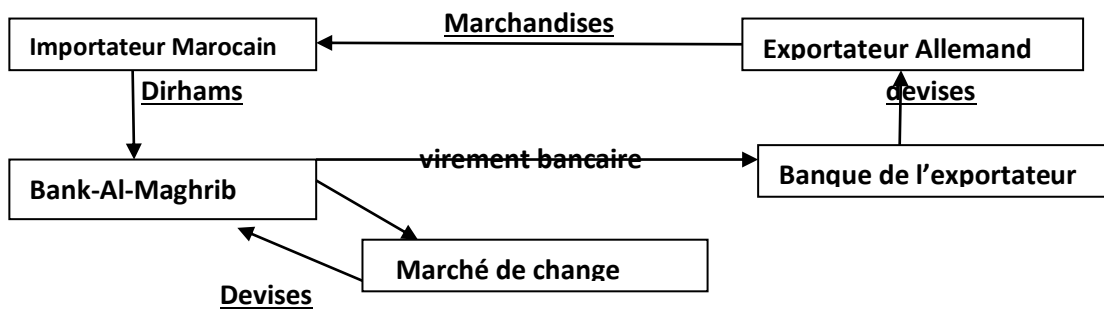 Marchandises
Importateur Marocain
Exportateur Allemand
Dirhams
devises
virement bancaire
Bank-Al-Maghrib
Banque de l’exportateur
Marché de change
Devises